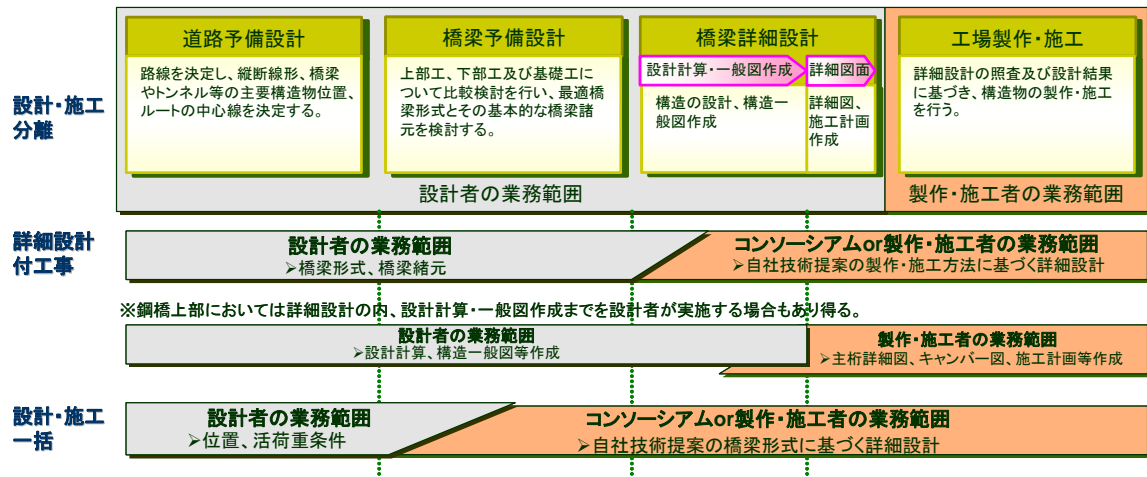 道路予備設計
路線を決定し、縦断線形、橋梁
やトンネル等の主要構造物位置、
ルートの中心線を決定する。
橋梁予備設計
上部工、下部工及び基礎工に
ついて比較検討を行い、最適橋
梁形式とその基本的な橋梁諸
元を検討する。
橋梁詳細設計
設計計算・一般図作成
詳細図面
構造の設計、構造一
般図作成
詳細図、
施工計画
作成
工場製作・施工
詳細設計の照査及び設計結果
に基づき、構造物の製作・施工
を行う。
設計・施工
分離
設計者の業務範囲
製作・施工者の業務範囲
詳細設計
付工事
設計者の業務範囲
➢橋梁形式、橋梁緒元
コンソーシアムor製作・施工者の業務範囲
➢自社技術提案の製作・施工方法に基づく詳細設計
※鋼橋上部においては詳細設計の内、設計計算・一般図作成までを設計者が実施する場合もあり得る。
設計者の業務範囲
➢設計計算、構造一般図等作成
製作・施工者の業務範囲
➢主桁詳細図、キャンバー図、施工計画等作成
設計・施工
一括
設計者の業務範囲
➢位置、活荷重条件
コンソーシアムor製作・施工者の業務範囲
➢自社技術提案の橋梁形式に基づく詳細設計